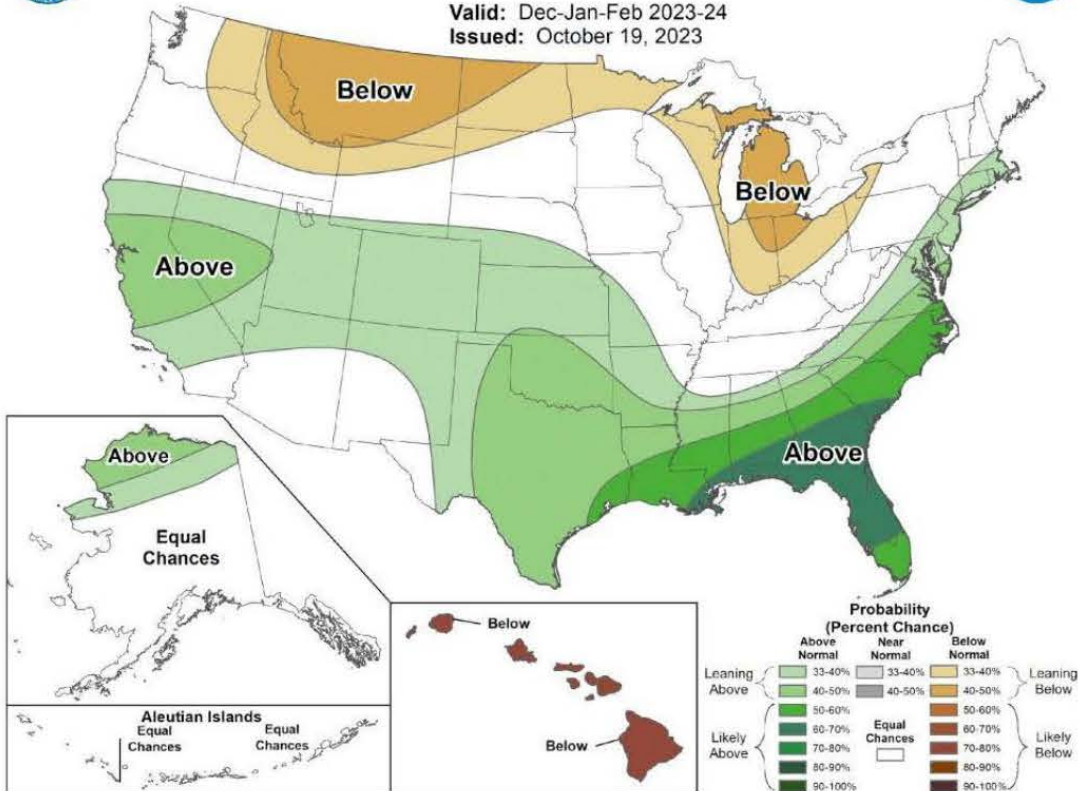 Valid: Dec-Jan-Feb 2023-24
Issued: October 19, 2023
Below
Below
Above
Above
Above
Equal
Chances
Below
Below
Aleutian Islands
Equal
Chances
Equal
Chances
Probability
(Percent Chance)
Above
Normal
Near
Normal
Below
Normal
Leaning
Above
33-40%
40-50%
33-40%
40-50%
33-40%
40-50%
Leaning
Below
Likely
Above
50-60%
60-70%
70-80%
80-90%
90-100%
Equal
Chances
50-60%
60-70%
70-80%
80-90%
90-100%
Likely
Below